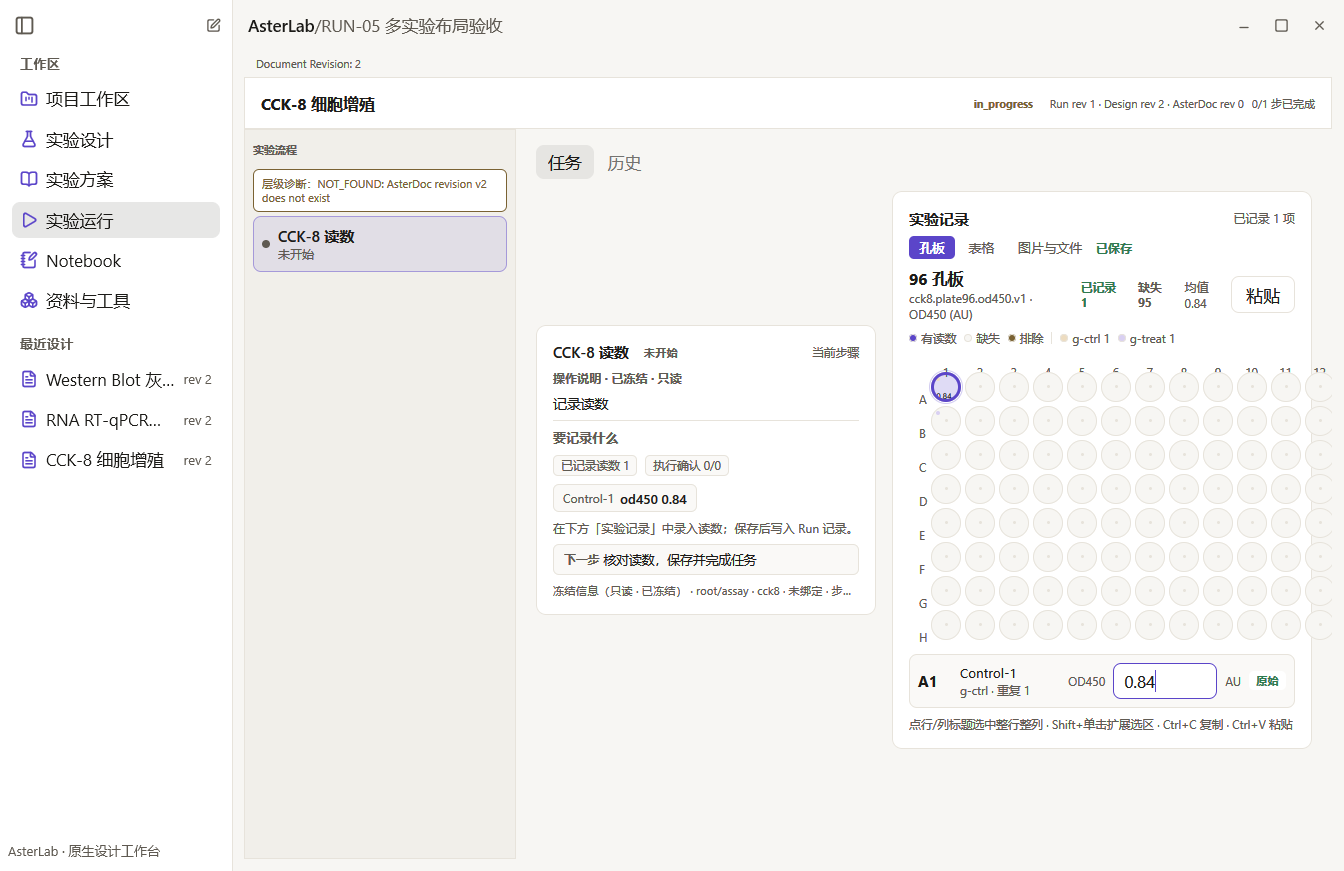 AsterLab/RUN-05 多实验布局验收
工作区
项目工作区
实验设计
实验方案
实验运行
Notebook
资料与工具
最近设计
Western Blot 灰... rev 2
RNA RT-qPCR... rev 2
CCK-8 细胞增殖 rev 2
AsterLab · 原生设计工作台
Document Revision: 2
CCK-8 细胞增殖
in_progress Run rev 1 · Design rev 2 · AsterDoc rev 0 0/1 步已完成
实验流程
层级诊断：NOT_FOUND: AsterDoc revision v2
does not exist
CCK-8 读数
未开始
任务 历史
CCK-8 读数 未开始 当前步骤
操作说明 · 已冻结 · 只读
记录读数
要记录什么
已记录读数 1 执行确认 0/0
Control-1 od450 0.84
在下方「实验记录」中录入读数；保存后写入 Run 记录。
下一步 核对读数，保存并完成任务
冻结信息（只读 · 已冻结） · root/assay · cck8 · 未绑定 · 步...
实验记录 已记录 1 项
孔板 表格 图片与文件 已保存
96 孔板
cck8.plate96.od450.v1 ·
OD450 (AU)
已记录 缺失 均值
1 95 0.84
粘贴
有读数 缺失 排除 g-ctrl 1 g-treat 1
1 2 3 4 5 6 7 8 9 10 11 12
A 0.84
B
C
D
E
F
G
H
A1 Control-1 OD450 0.84 AU 原始
g-ctrl · 重复 1
点行/列标题选中整行整列 · Shift+单击扩展选区 · Ctrl+C 复制 · Ctrl+V 粘贴